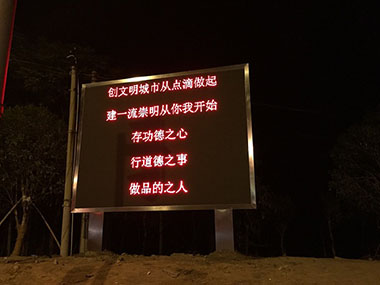 创文明城市从点滴做起
建一流崇明从你我开始
存功德之心
行道德之事
做品的之人